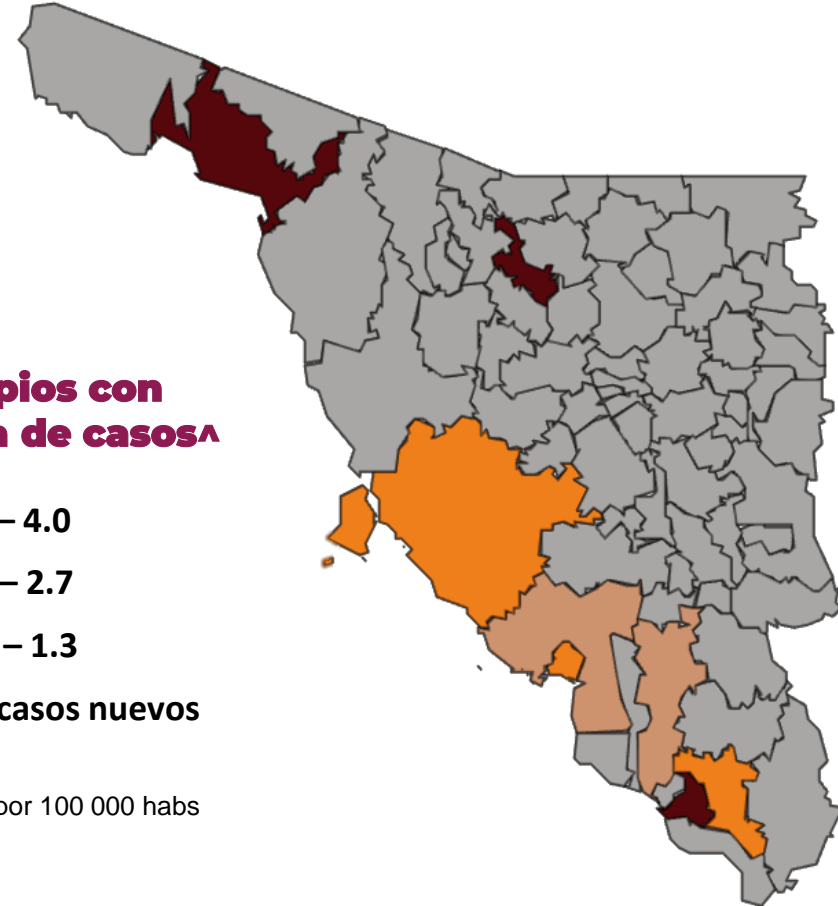 pios con
de casos^
– 4.0
– 2.7
– 1.3
casos nuevos
por 100 000 habs